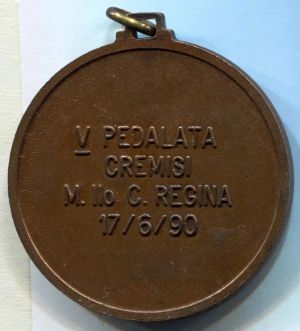 V PEDALATA
CREMISI
M. llo C. REGINA
17/6/90